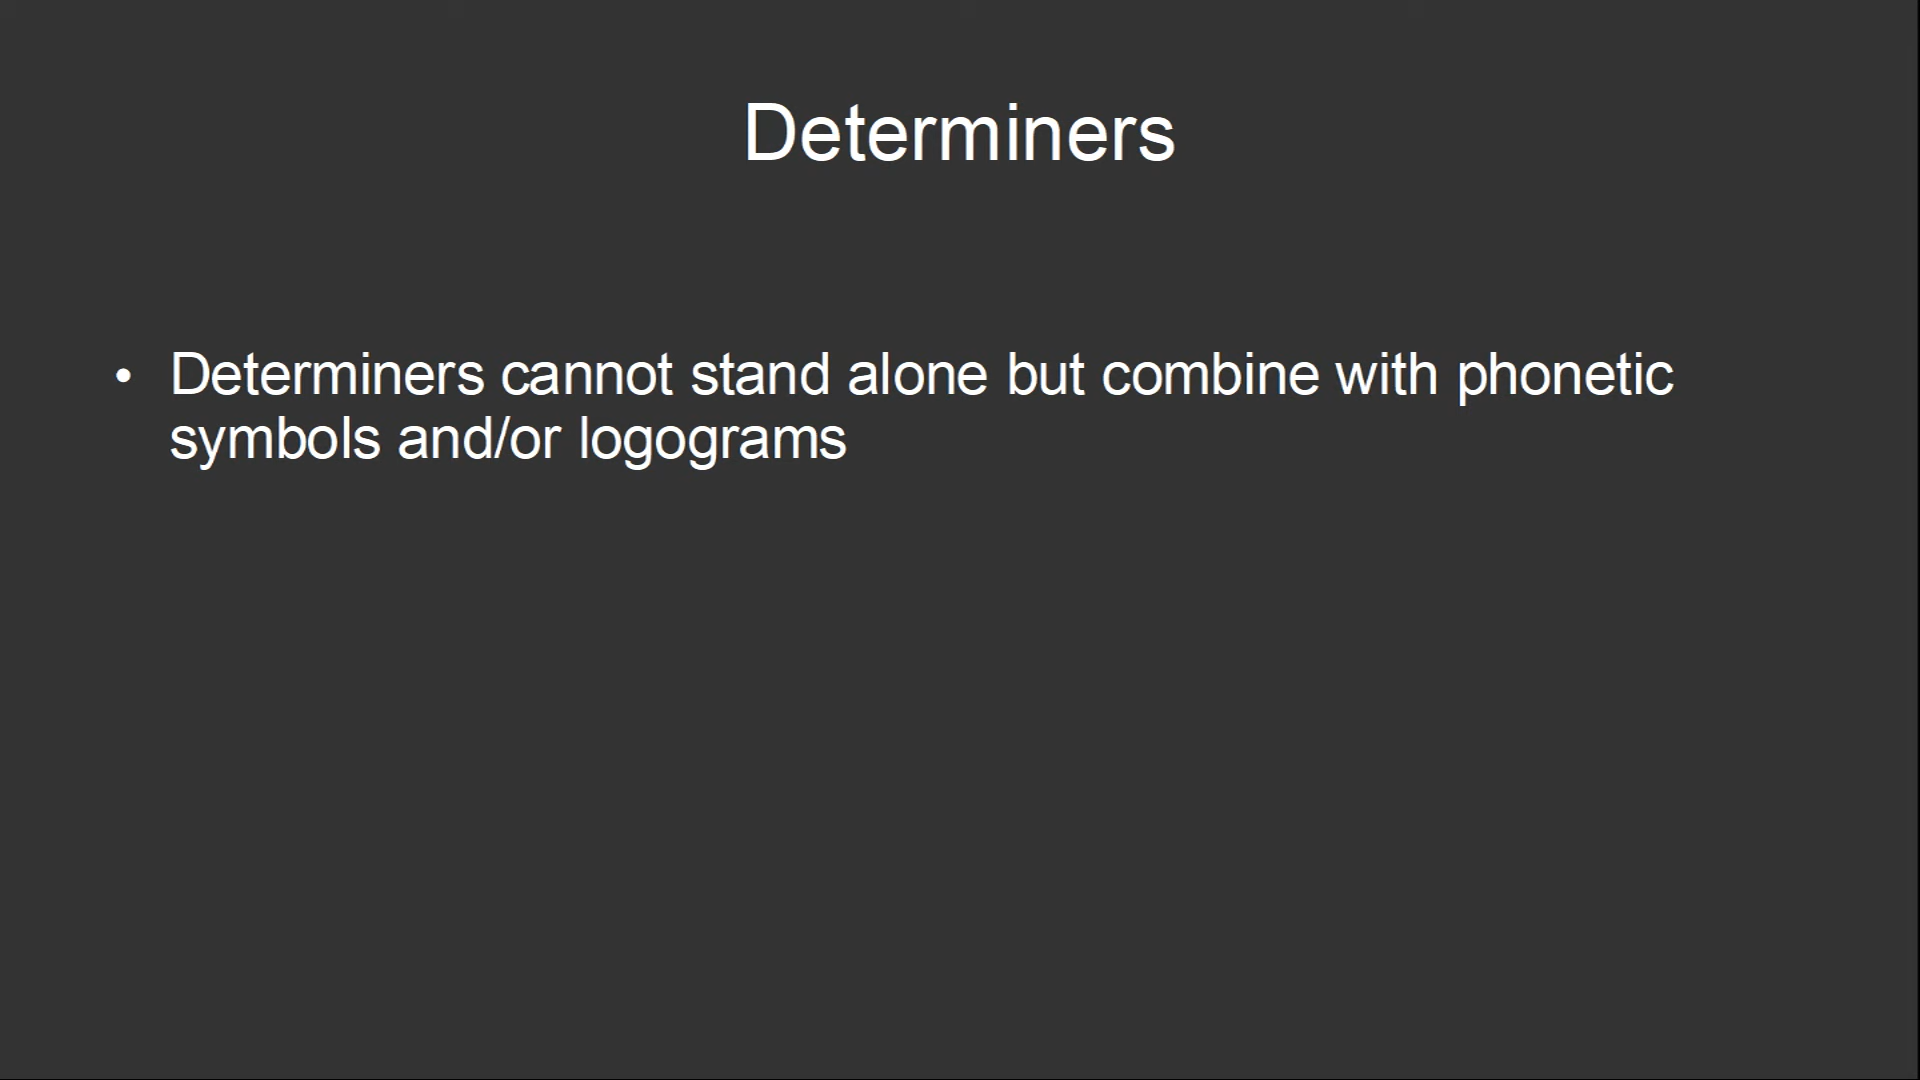 Determiners
• Determiners cannot stand alone but combine with phonetic
symbols and/or logograms